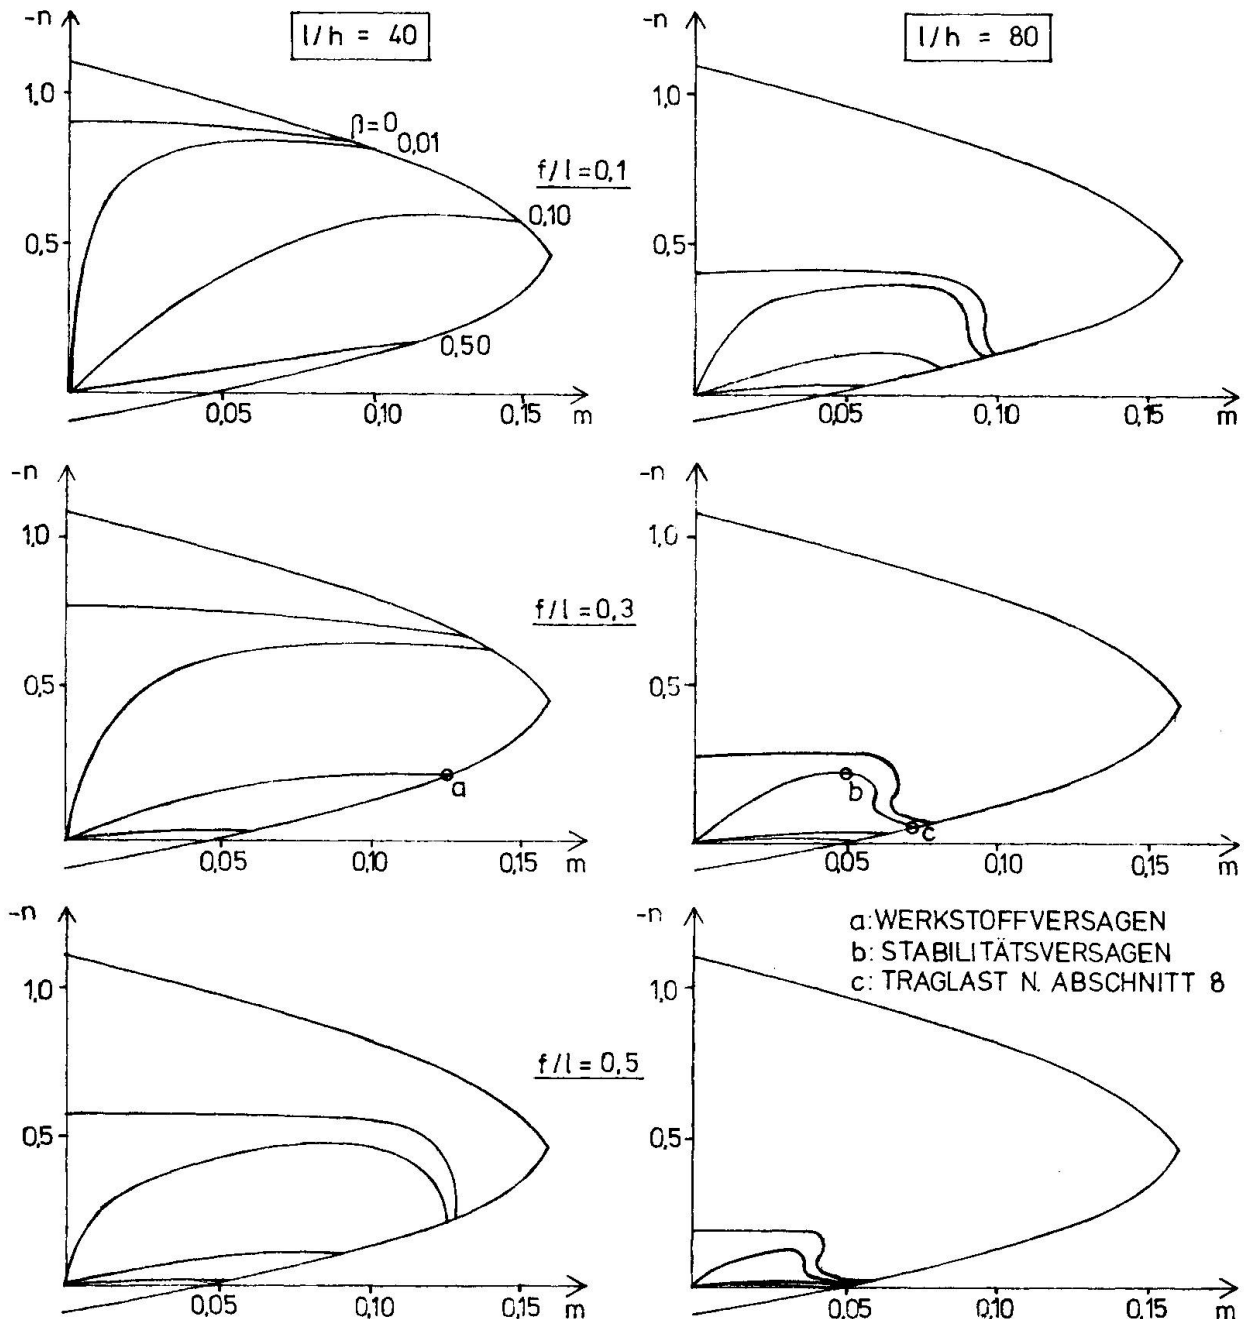 -n
l/h = 40
1,0
β=0
0,01
f/l=0,1
0,10
0,5
0,50
0,05
0,10
0,15
m
-n
l/h = 80
1,0
0,5
0,05
0,10
0,15
m
-n
1,0
f/l=0,3
0,5
a
0,05
0,10
0,15
m
-n
1,0
0,5
b
c
0,05
0,10
0,15
m
-n
1,0
f/l=0,5
0,5
0,05
0,10
0,15
m
-n
a:WERKSTOFFVERSAGEN
b: STABILITÄTSVERSAGEN
c: TRAGLAST N. ABSCHNITT 8
1,0
0,5
0,05
0,10
0,15
m